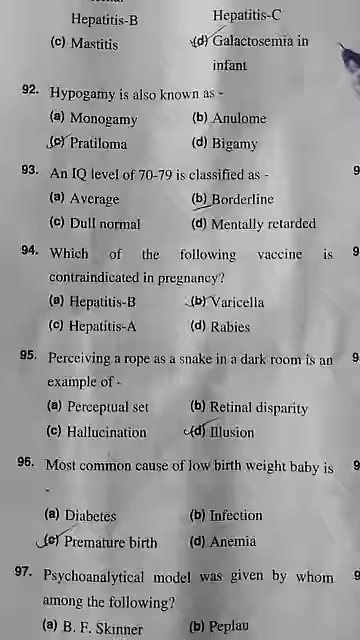 Hepatitis-B Hepatitis-C
(c) Mastitis (d) Galactosemia in
infant
92. Hypogamy is also known as -
(a) Monogamy (b) Anulome
(c) Pratiloma (d) Bigamy
93. An IQ level of 70-79 is classified as -
(a) Average (b) Borderline
(c) Dull normal (d) Mentally retarded
94. Which of the following vaccine is
contraindicated in pregnancy?
(a) Hepatitis-B (b) Varicella
(c) Hepatitis-A (d) Rabies
95. Perceiving a rope as a snake in a dark room is an
example of -
(a) Perceptual set (b) Retinal disparity
(c) Hallucination (d) Illusion
96. Most common cause of low birth weight baby is
-
(a) Diabetes (b) Infection
(c) Premature birth (d) Anemia
97. Psychoanalytical model was given by whom
among the following?
(a) B. F. Skinner (b) Peplau